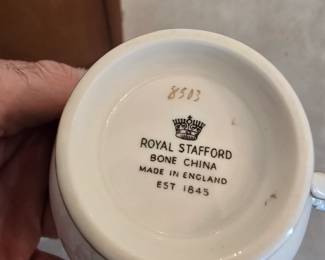 8503
ROYAL STAFFORD
BONE CHINA
MADE IN ENGLAND
EST 1845